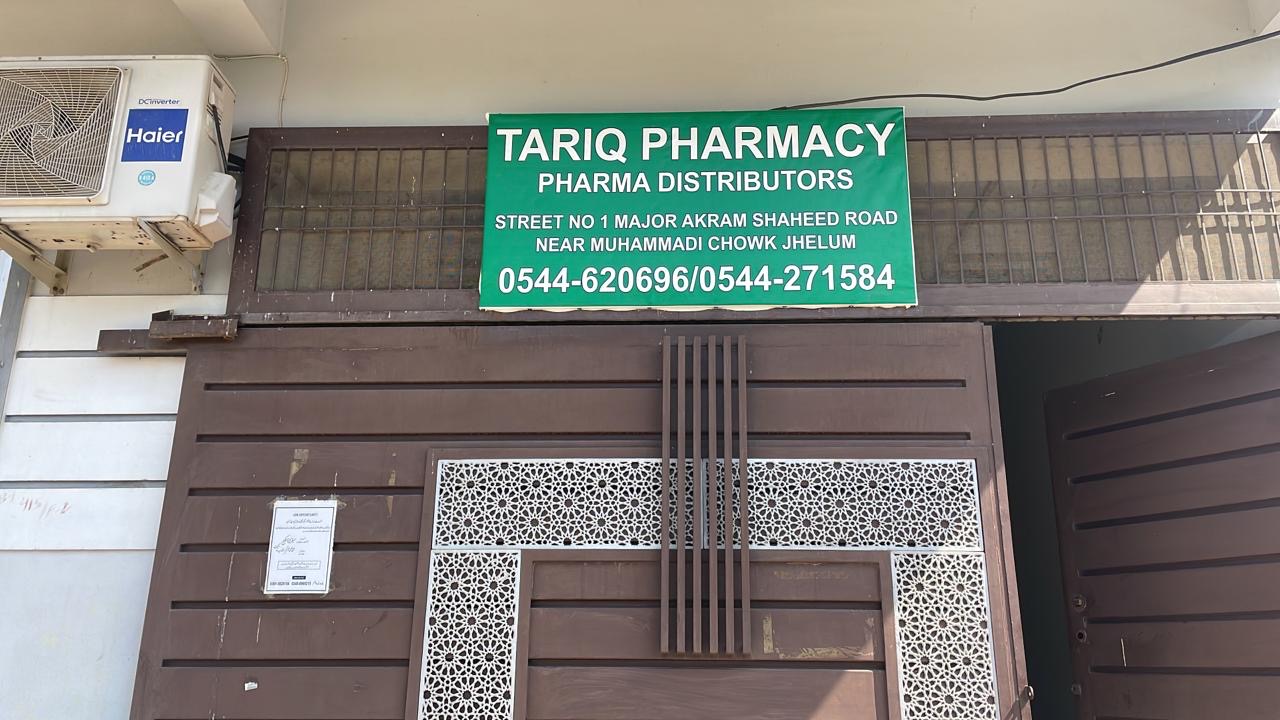 DC inverter
Haier
TARIQ PHARMACY
PHARMA DISTRIBUTORS
STREET NO 1 MAJOR AKRAM SHAHEED ROAD
NEAR MUHAMMADI CHOWK JHELUM
0544-620696/0544-271584